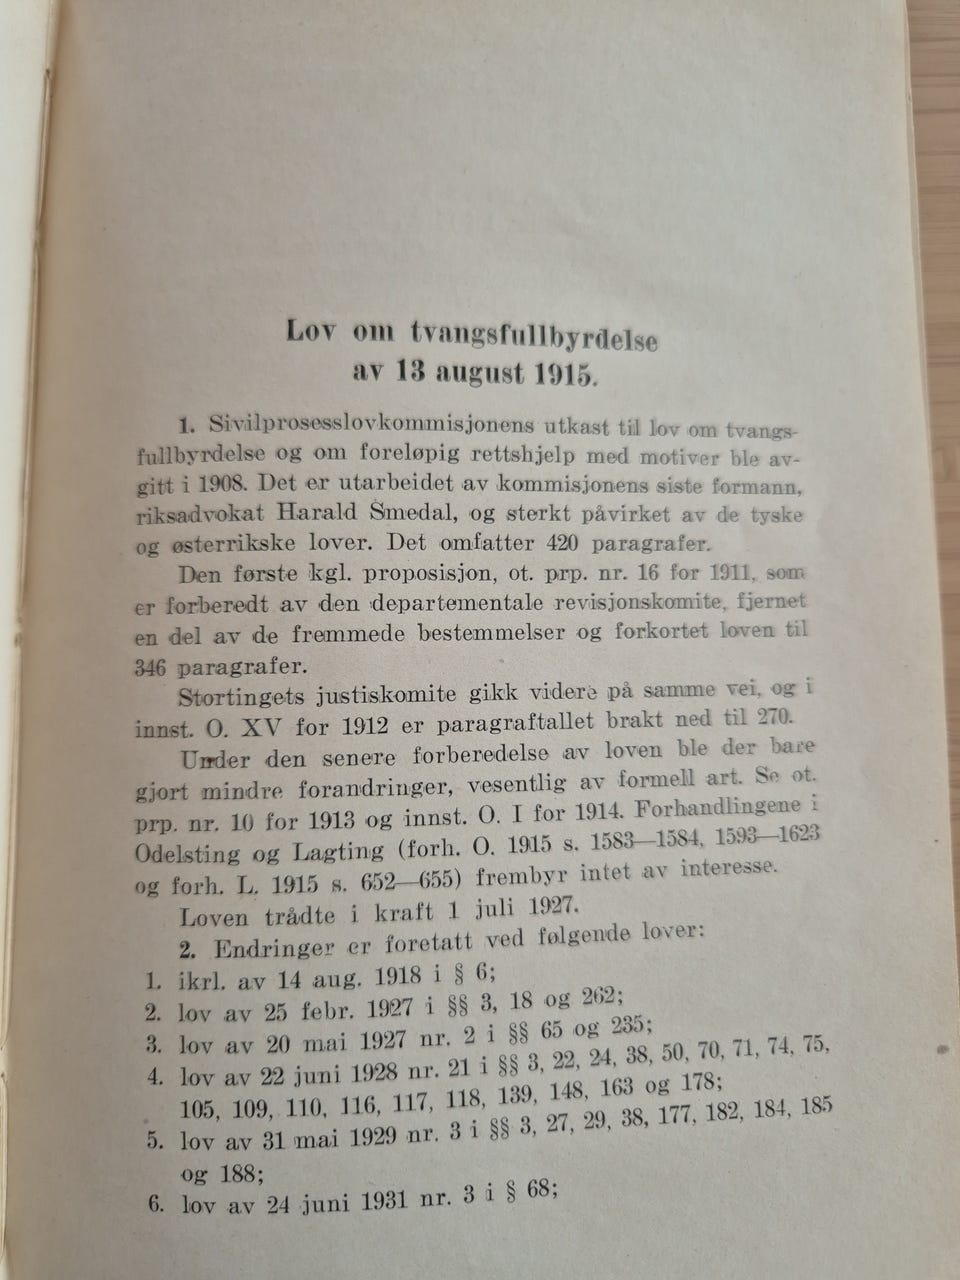 Lov om tvangsfullbyrdelse
av 13 august 1915.
1. Sivilprosesslovkommisjonens utkast til lov om tvangs-
fullbyrdelse og om foreløpig rettshjelp med motiver ble av-
gitt i 1908. Det er utarbeidet av kommisjonens siste formann,
riksadvokat Harald Smedal, og sterkt påvirket av de tyske
og østerrikske lover. Det omfatter 420 paragrafer.
Den første kgl. proposisjon, ot. prp. nr. 16 for 1911, som
er forberedt av den departementale revisjonskomite, fjernet
en del av de fremmede bestemmelser og forkortet loven til
346 paragrafer.
Stortingets justiskomite gikk videre på samme vei, og i
innst. O. XV for 1912 er paragraftallet brakt ned til 270.
Under den senere forberedelse av loven ble der bare
gjort mindre forandringer, vesentlig av formell art. Se ot.
prp. nr. 10 for 1913 og innst. O. I for 1914. Forhandlingene i
Odelsting og Lagting (forh. O. 1915 s. 1583—1584, 1593—1623
og forh. L. 1915 s. 652—655) frembyr intet av interesse.
Loven trådte i kraft 1 juli 1927.
2. Endringer er foretatt ved følgende lover:
1. ikrl. av 14 aug. 1918 i § 6;
2. lov av 25 febr. 1927 i §§ 3, 18 og 262;
3. lov av 20 mai 1927 nr. 2 i §§ 65 og 235;
4. lov av 22 juni 1928 nr. 21 i §§ 3, 22, 24, 38, 50, 70, 71, 74, 75,
105, 109, 110, 116, 117, 118, 139, 148, 163 og 178;
5. lov av 31 mai 1929 nr. 3 i §§ 3, 27, 29, 38, 177, 182, 184, 185
og 188;
6. lov av 24 juni 1931 nr. 3 i § 68;